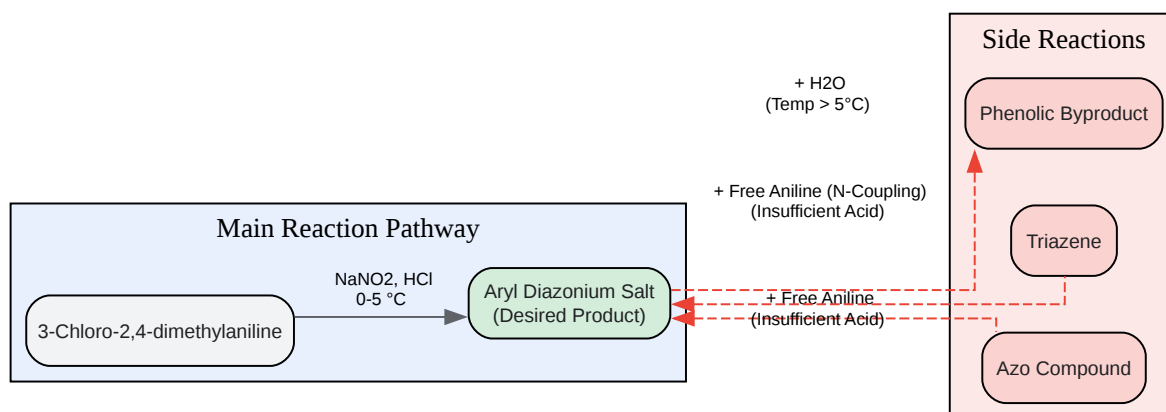 Side Reactions
+ H2O
(Temp > 5°C)
Phenolic Byproduct
+ Free Aniline (N-Coupling)
(Insufficient Acid)
Main Reaction Pathway
Triazene
NaNO2, HCl
0-5 °C
Aryl Diazonium Salt
(Desired Product)
3-Chloro-2,4-dimethylaniline
+ Free Aniline
(Insufficient Acid)
Azo Compound